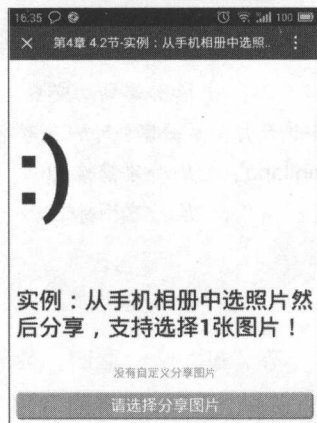 16:35 100
第4章 4.2节-实例：从手机相册中选照..
:)
实例：从手机相册中选照片然
后分享，支持选择1张图片！
没有自定义分享图片
请选择分享图片